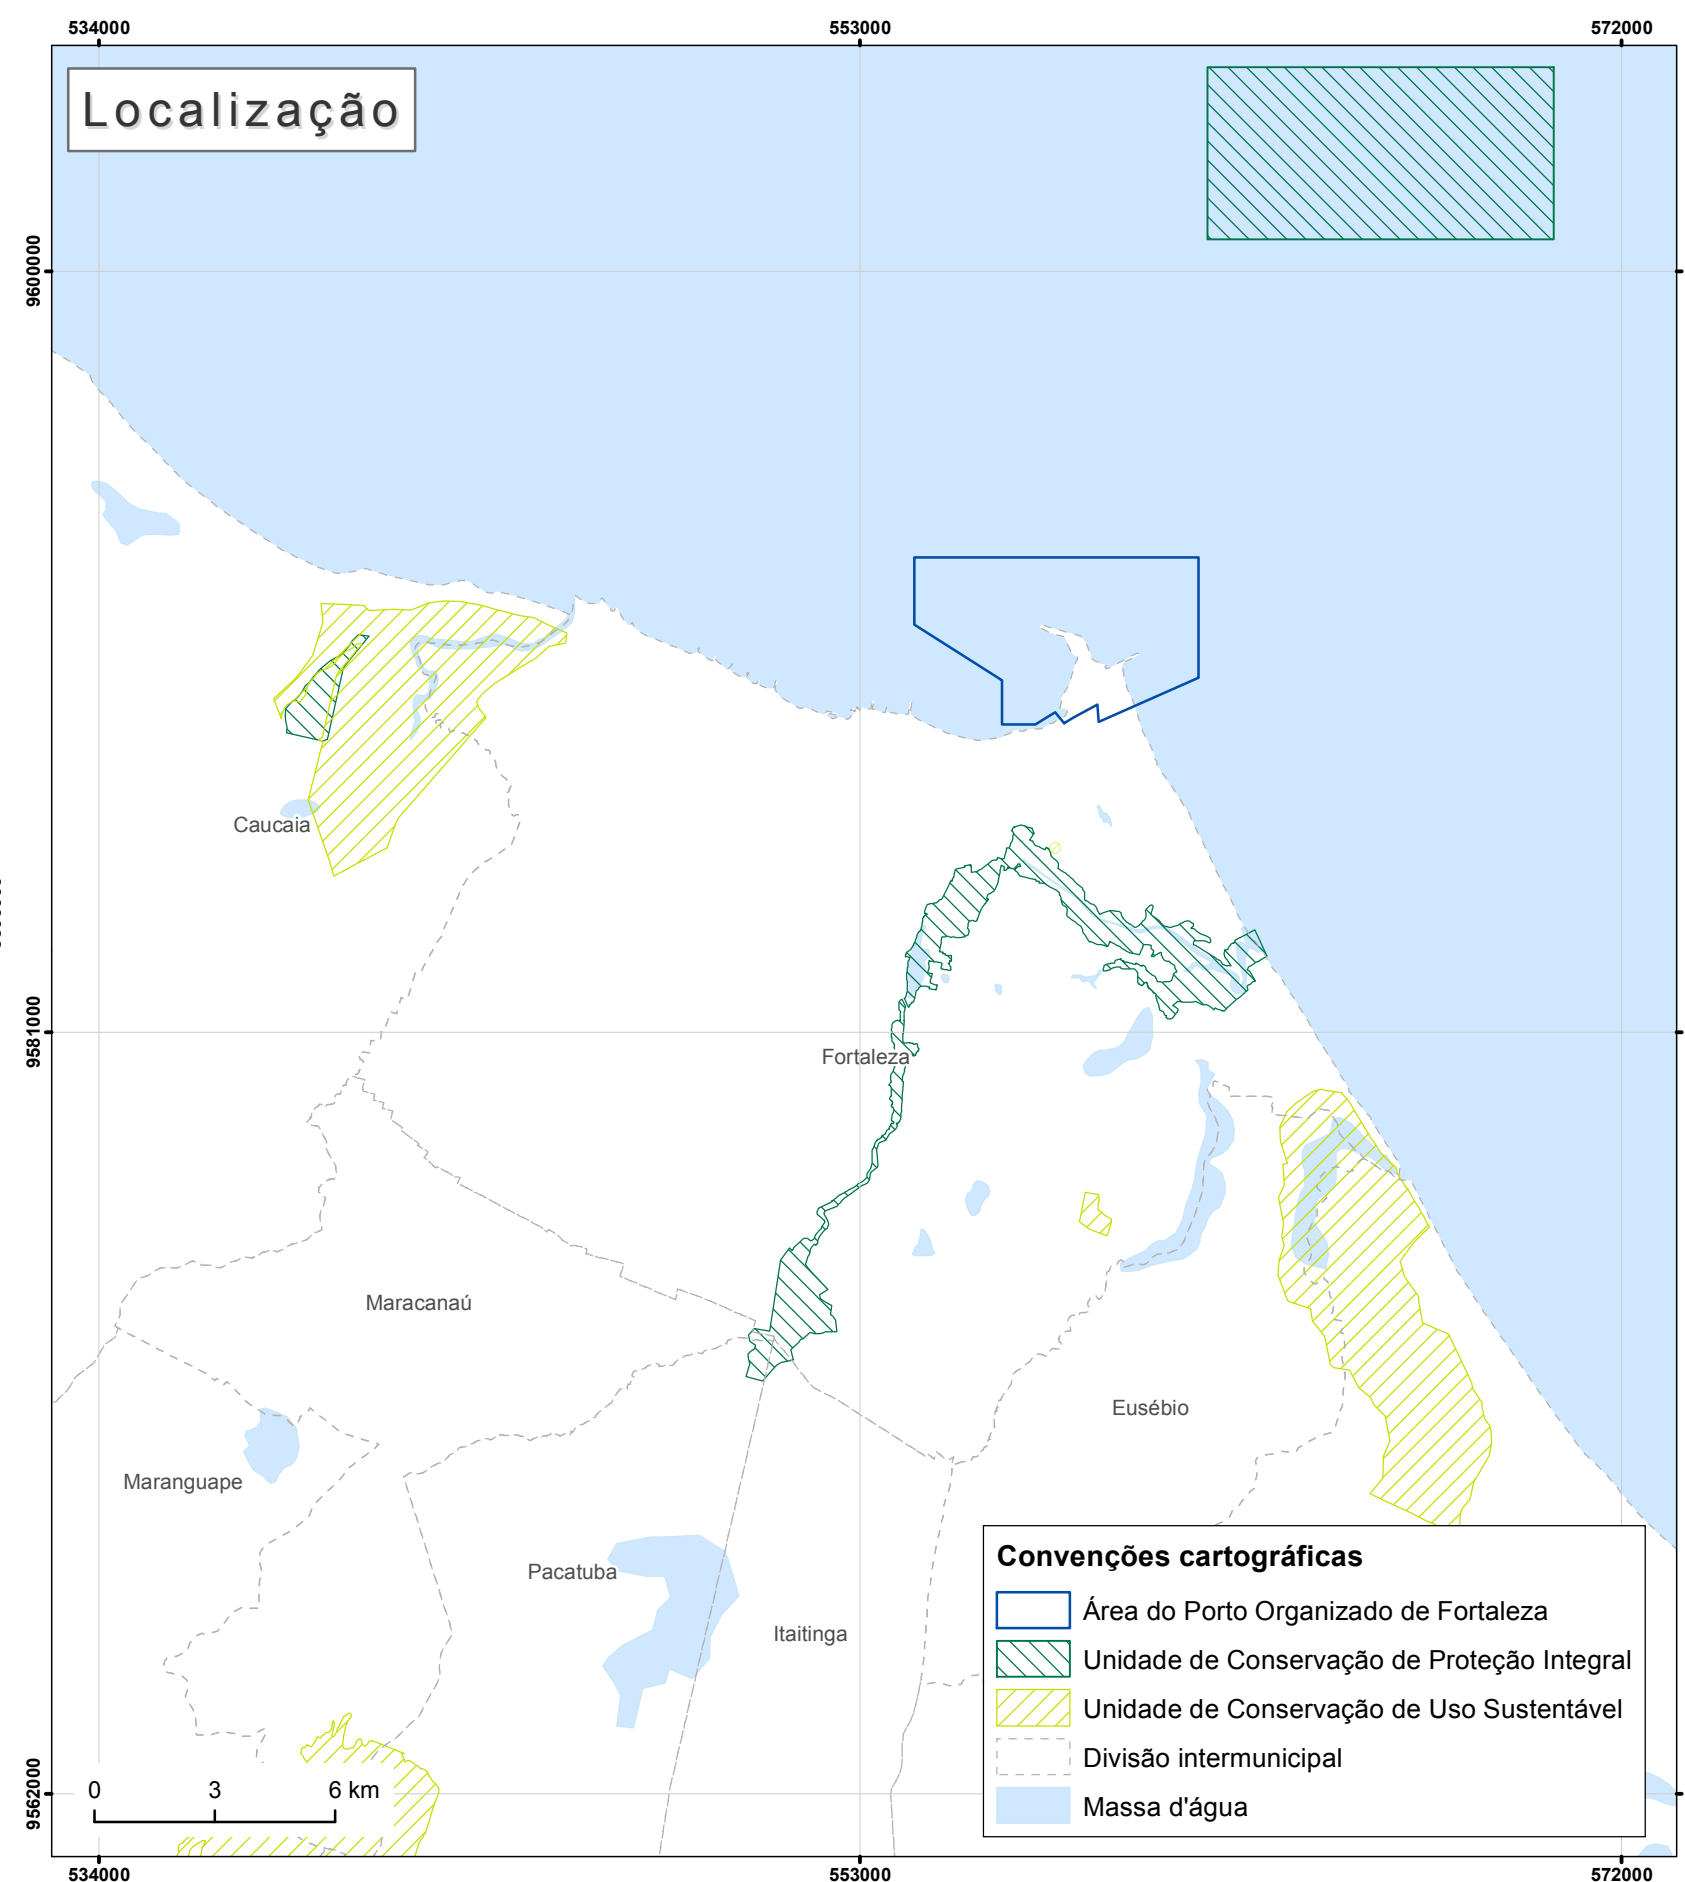 534000 553000 572000
Localização
9600000
Caucaia
9581000
Fortaleza
Maracanaú
Eusébio
Maranguape
Pacatuba
Itaitinga
Convenções cartográficas
Área do Porto Organizado de Fortaleza
Unidade de Conservação de Proteção Integral
Unidade de Conservação de Uso Sustentável
Divisão intermunicipal
Massa d'água
0 3 6 km
9562000
534000 553000 572000